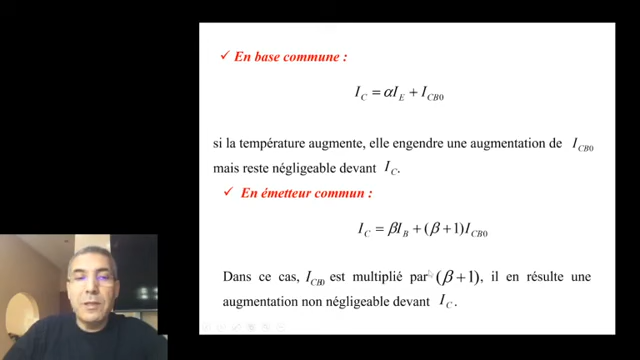 ✓ En base commune :
I_C = αI_E + I_CB0
si la température augmente, elle engendre une augmentation de I_CB0
mais reste négligeable devant I_C.
✓ En émetteur commun :
I_C = βI_B + (β + 1)I_CB0
Dans ce cas, I_CB0 est multiplié par (β + 1), il en résulte une
augmentation non négligeable devant I_C.